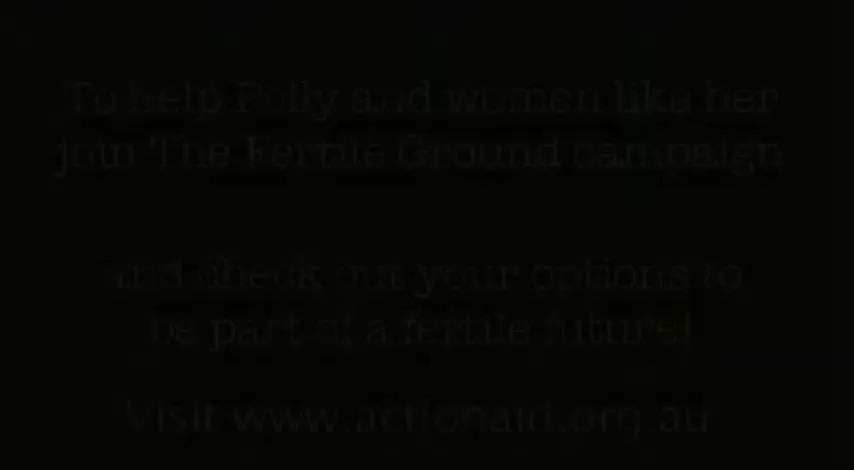 To help Polly and women like her
join The Fertile Ground campaign
and check out your options to
be part of a fertile future!
Visit www.actionaid.org.au